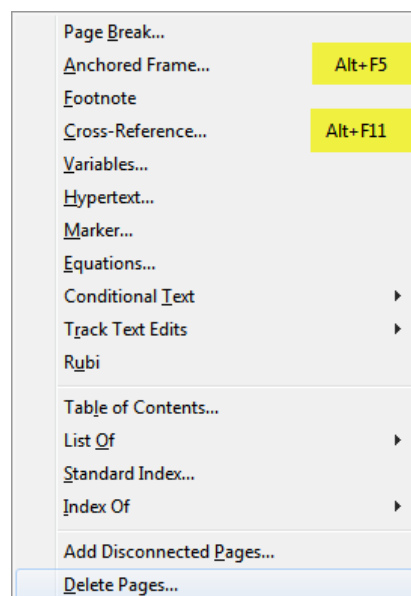 Page Break...
Anchored Frame... Alt+F5
Footnote
Cross-Reference... Alt+F11
Variables...
Hypertext...
Marker...
Equations...
Conditional Text
Track Text Edits
Rubi
Table of Contents...
List Of
Standard Index...
Index Of
Add Disconnected Pages...
Delete Pages...